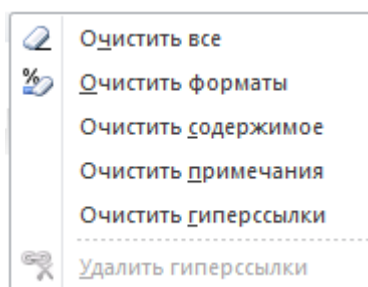 Очистить все
Очистить форматы
Очистить содержимое
Очистить примечания
Очистить гиперссылки
Удалить гиперссылки